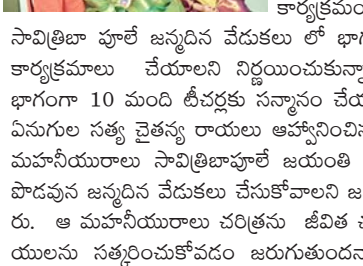 కార్యక్రమం
సావిత్రిబా పూలే జన్మదిన వేడుకలు లో భా
కార్యక్రమాలు చేయాలని నిర్ణయించుకున్నా
భాగంగా 10 మంది టీచర్లకు సన్మానం చేయ
ఏనుగుల సత్య చైతన్య రాయలు ఆహ్వానించిన
మహనీయురాలు సావిత్రిబాపూలే జయంతి
పొడవున జన్మదిన వేడుకలు చేసుకోవాలని జ
రు. ఆ మహనీయురాలు చరిత్రను జీవిత చ
యులను సత్కరించుకోవడం జరుగుతుందన